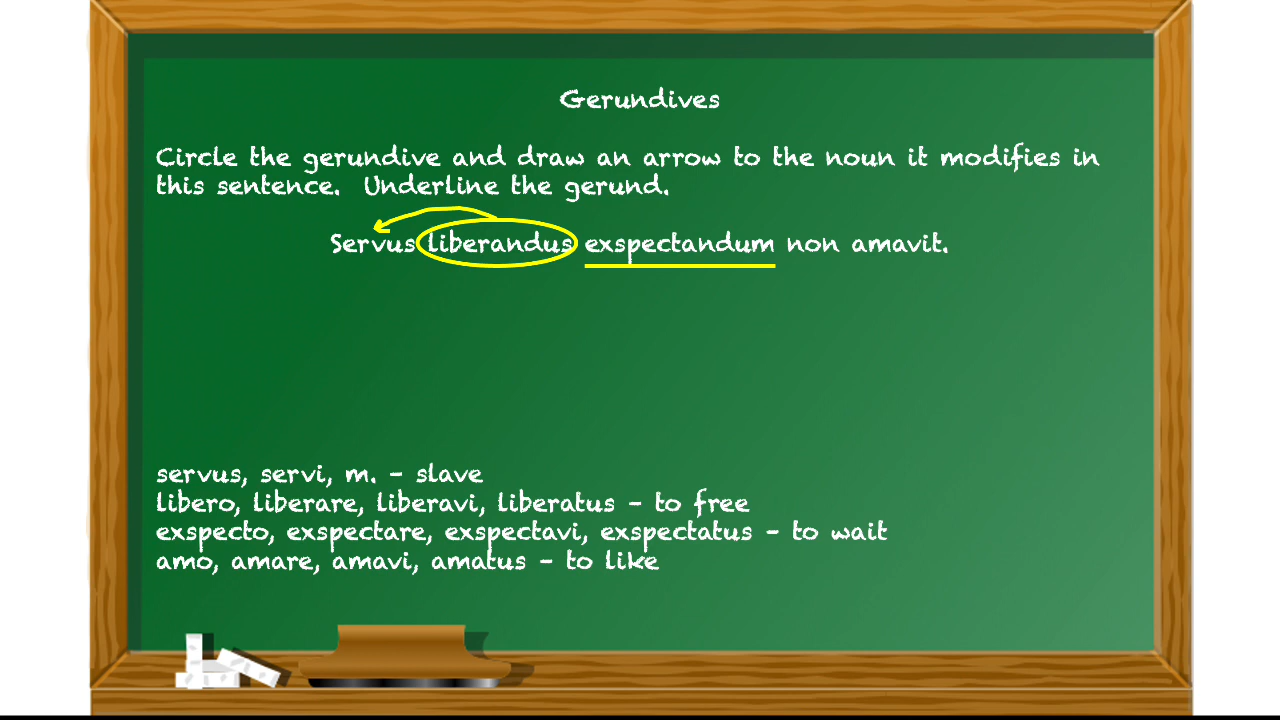 Gerundives
Circle the gerundive and draw an arrow to the noun it modifies in
this sentence. Underline the gerund.
Servus liberandus exspectandum non amavit.
servus, servi, m. - slave
libero, liberare, liberavi, liberatus - to free
exspecto, exspectare, exspectavi, exspectatus - to wait
amo, amare, amavi, amatus - to like